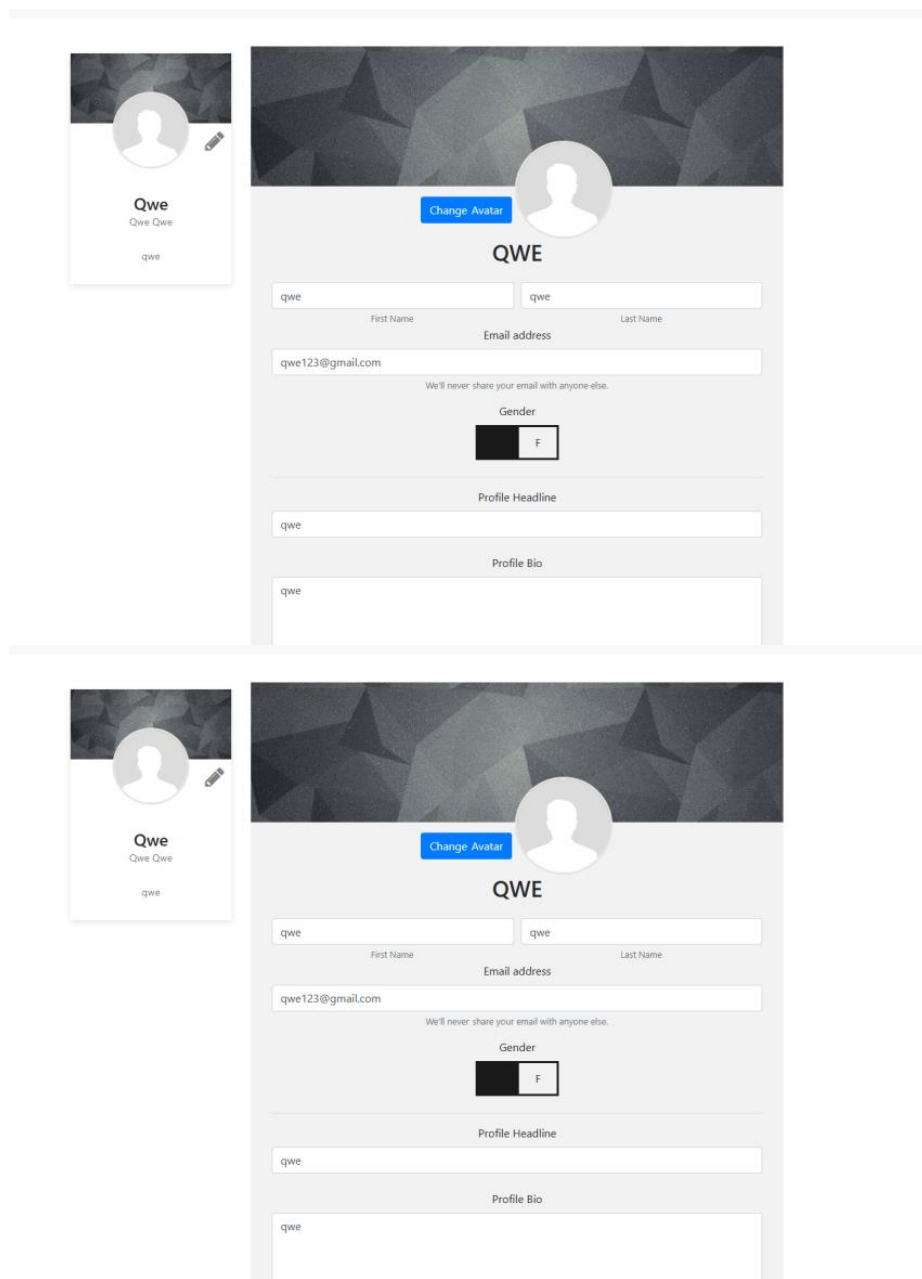 Qwe
Qwe Qwe
qwe
Change Avatar
QWE
qwe qwe
First Name Last Name
Email address
qwe123@gmail.com
We'll never share your email with anyone else.
Gender
F
Profile Headline
qwe
Profile Bio
qwe
Qwe
Qwe Qwe
qwe
Change Avatar
QWE
qwe qwe
First Name Last Name
Email address
qwe123@gmail.com
We'll never share your email with anyone else.
Gender
F
Profile Headline
qwe
Profile Bio
qwe